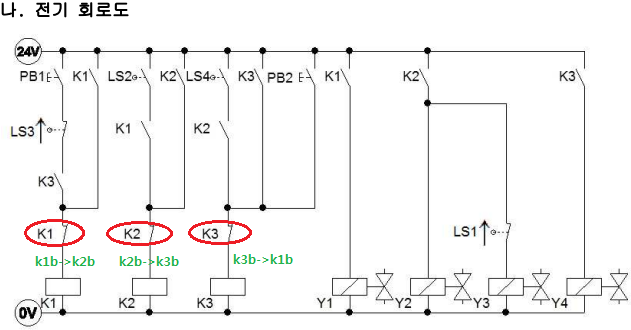 나. 전기 회로도
24V
PB1 K1 LS2 K2 LS4 K3 PB2 K1 K2 K3
LS3 K1 K2
K3
K1 K2 K3 LS1
k1b->k2b k2b->k3b k3b->k1b
K1 K2 K3 Y1 Y2 Y3 Y4
0V